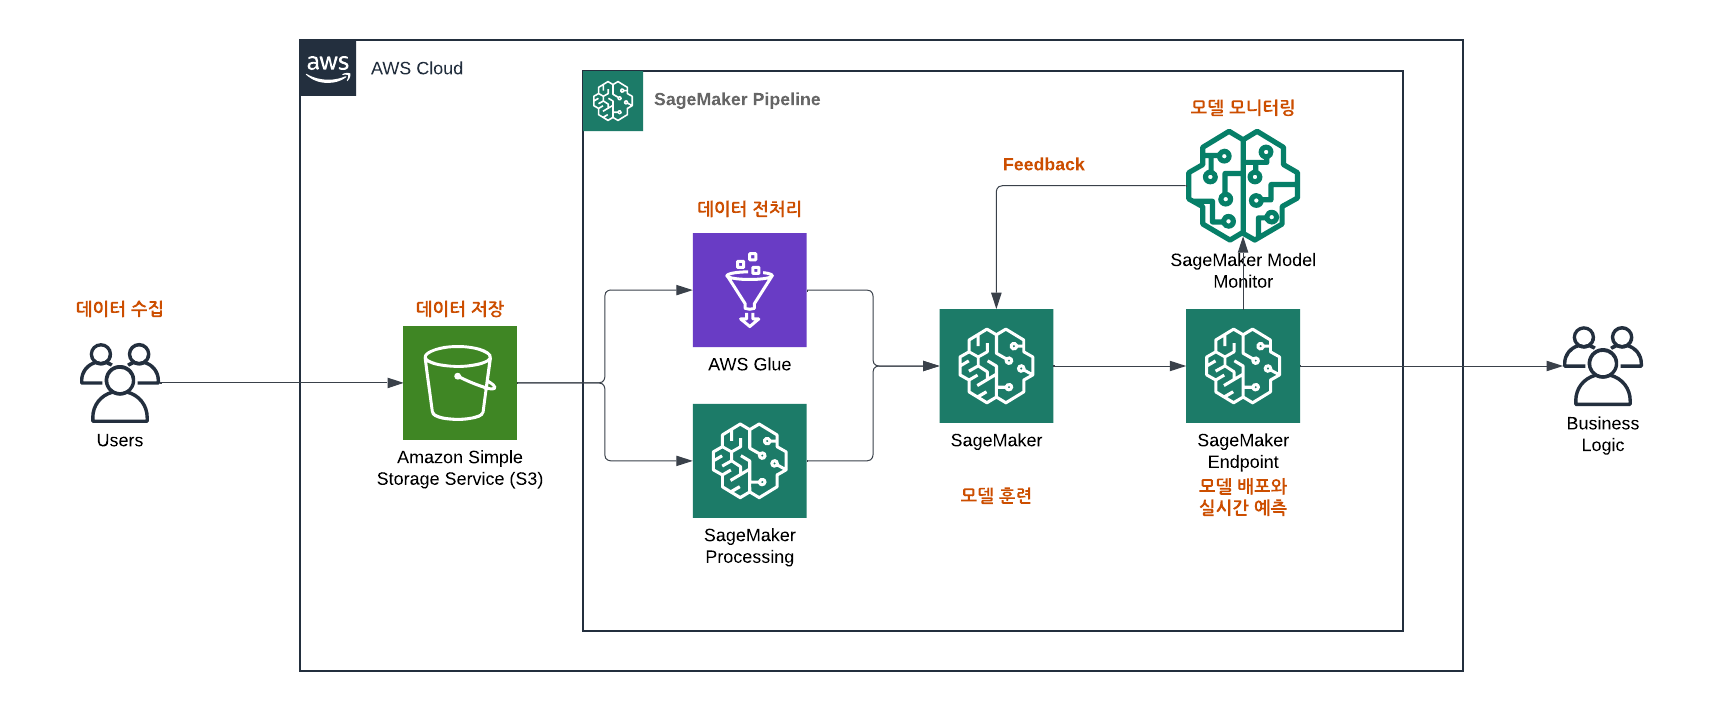 aws
AWS Cloud
SageMaker Pipeline
모델 모니터링
Feedback
SageMaker Model
Monitor
데이터 전처리
AWS Glue
SageMaker
Processing
데이터 수집
Users
데이터 저장
Amazon Simple
Storage Service (S3)
SageMaker
모델 훈련
SageMaker
Endpoint
모델 배포와
실시간 예측
Business
Logic